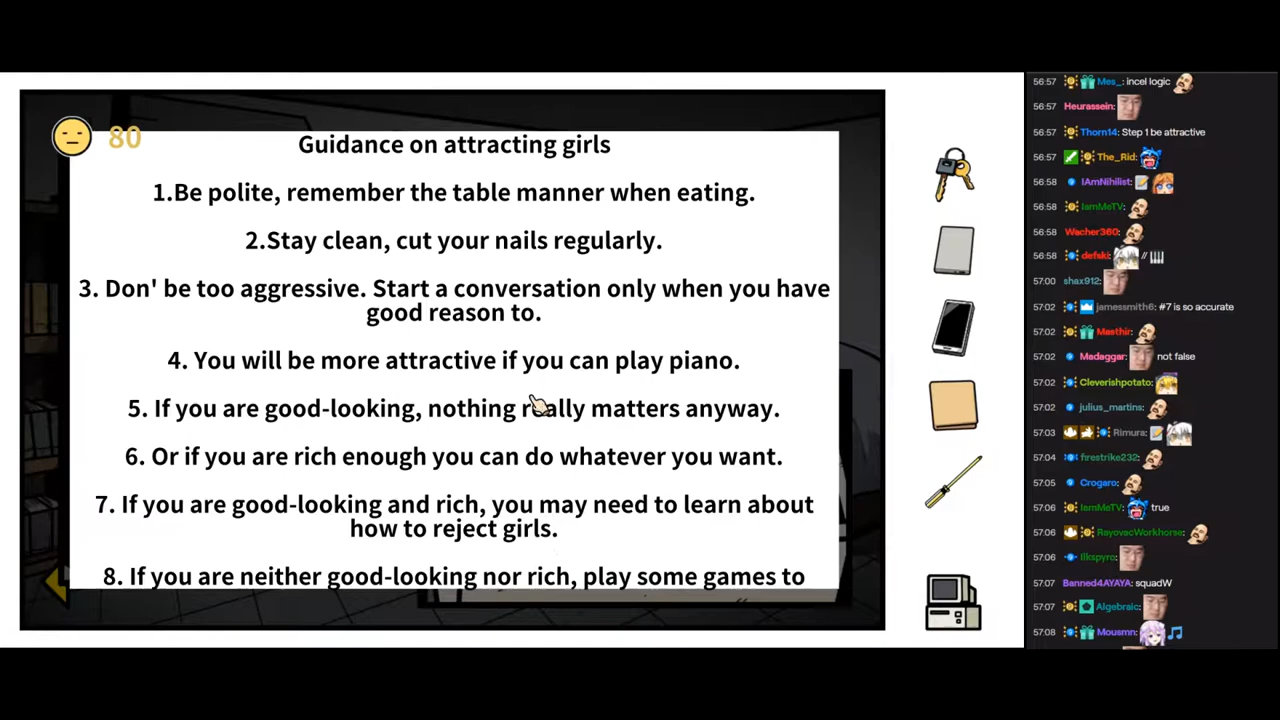 80
Guidance on attracting girls
1.Be polite, remember the table manner when eating.
2.Stay clean, cut your nails regularly.
3. Don' be too aggressive. Start a conversation only when you have
good reason to.
4. You will be more attractive if you can play piano.
5. If you are good-looking, nothing really matters anyway.
6. Or if you are rich enough you can do whatever you want.
7. If you are good-looking and rich, you may need to learn about
how to reject girls.
8. If you are neither good-looking nor rich, play some games to
56:57 Mes_: incel logic
56:57 Heurassein:
56:57 Thorn14: Step 1 be attractive
56:57 The_Rid:
56:58 IAmNihilist:
56:58 IamMeTV:
56:58 Wacher360:
56:58 defski: //
57:00 shax912:
57:02 jamessmith6: #7 is so accurate
57:02 Masthir:
57:02 Madaggar: not false
57:02 Cleverishpotato:
57:02 julius_martins:
57:03 Rimura:
57:04 firestrike232:
57:05 Crogaro:
57:06 IamMeTV: true
57:06 RayovacWorkhorse:
57:06 Ilkspyro:
57:07 Banned4AYAYA: squadW
57:07 Algebraic:
57:08 Mousmn: